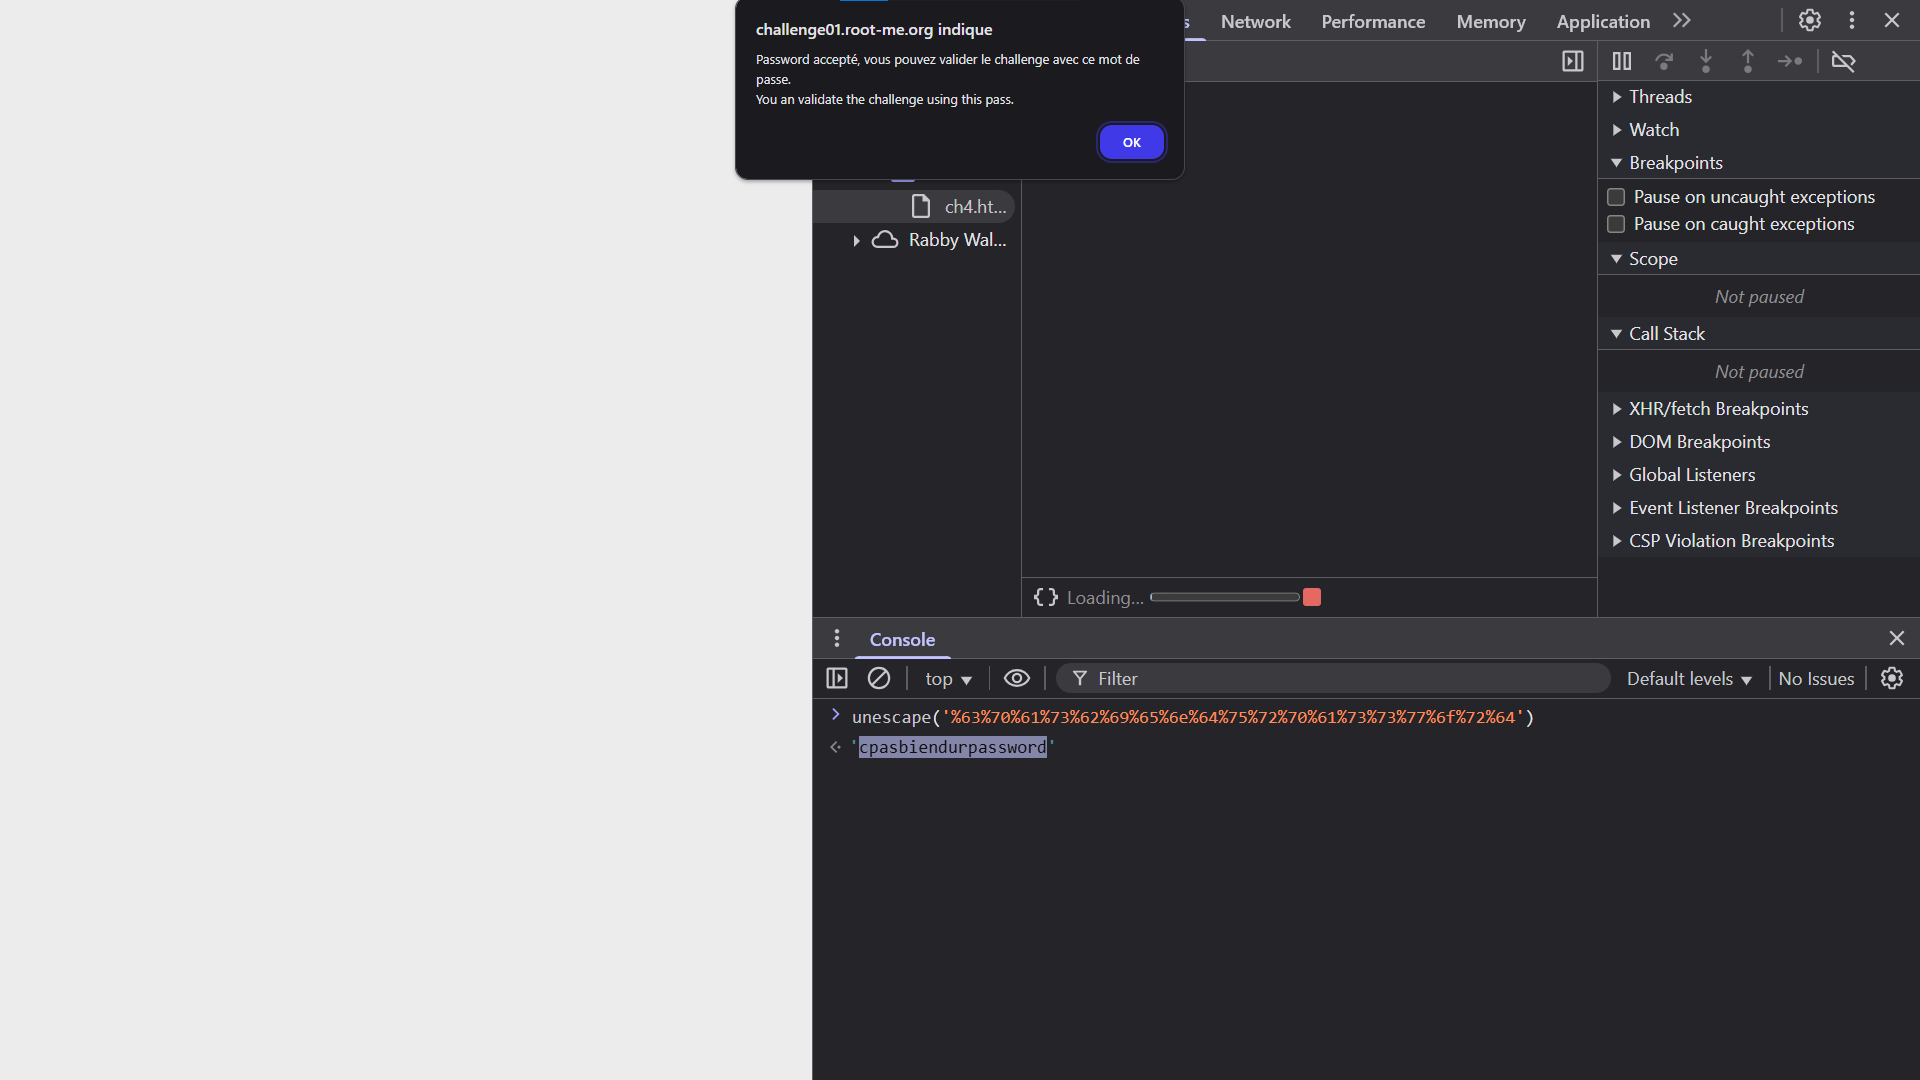 challenge01.root-me.org indique
Password accepté, vous pouvez valider le challenge avec ce mot de
passe.
You an validate the challenge using this pass.
OK
s Network Performance Memory Application
ch4.ht...
Rabby Wal...
Threads
Watch
Breakpoints
Pause on uncaught exceptions
Pause on caught exceptions
Scope
Not paused
Call Stack
Not paused
XHR/fetch Breakpoints
DOM Breakpoints
Global Listeners
Event Listener Breakpoints
CSP Violation Breakpoints
{} Loading...
Console
top Filter Default levels No Issues
unescape('%63%70%61%73%62%69%65%6e%64%75%72%70%61%73%73%77%6f%72%64')
'cpasbiendurpassword'